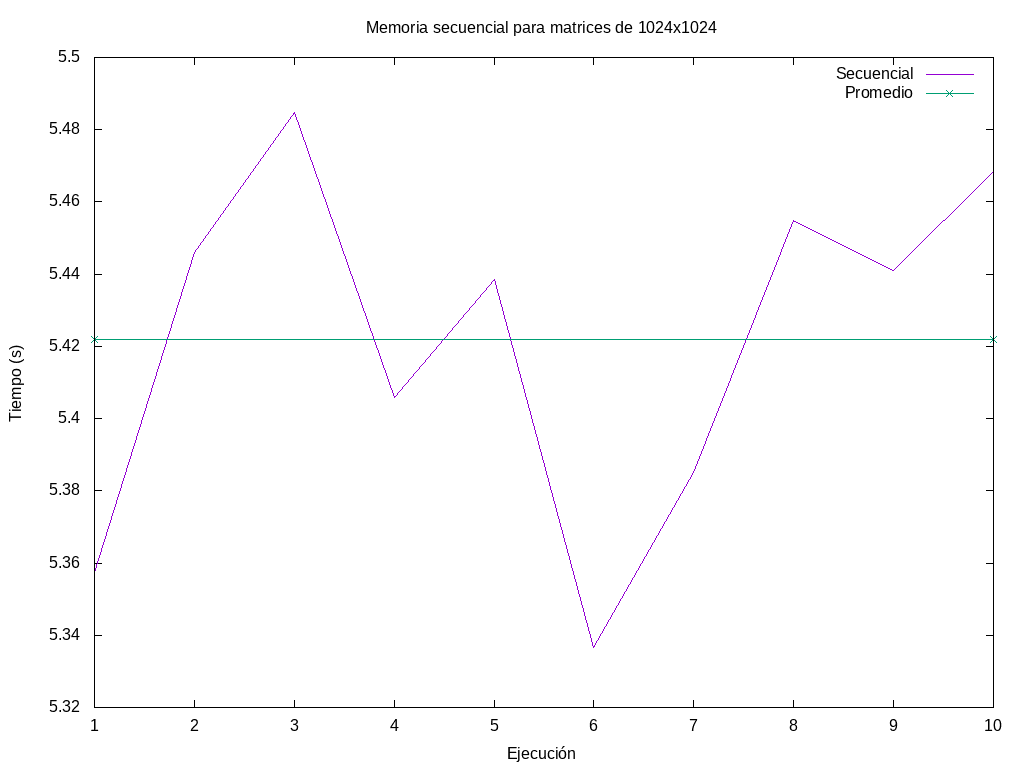 Memoria secuencial para matrices de 1024x1024
5.5
5.48
5.46
5.44
5.42
5.4
5.38
5.36
5.34
5.32
Tiempo (s)
Secuencial
Promedio
1 2 3 4 5 6 7 8 9 10
Ejecución